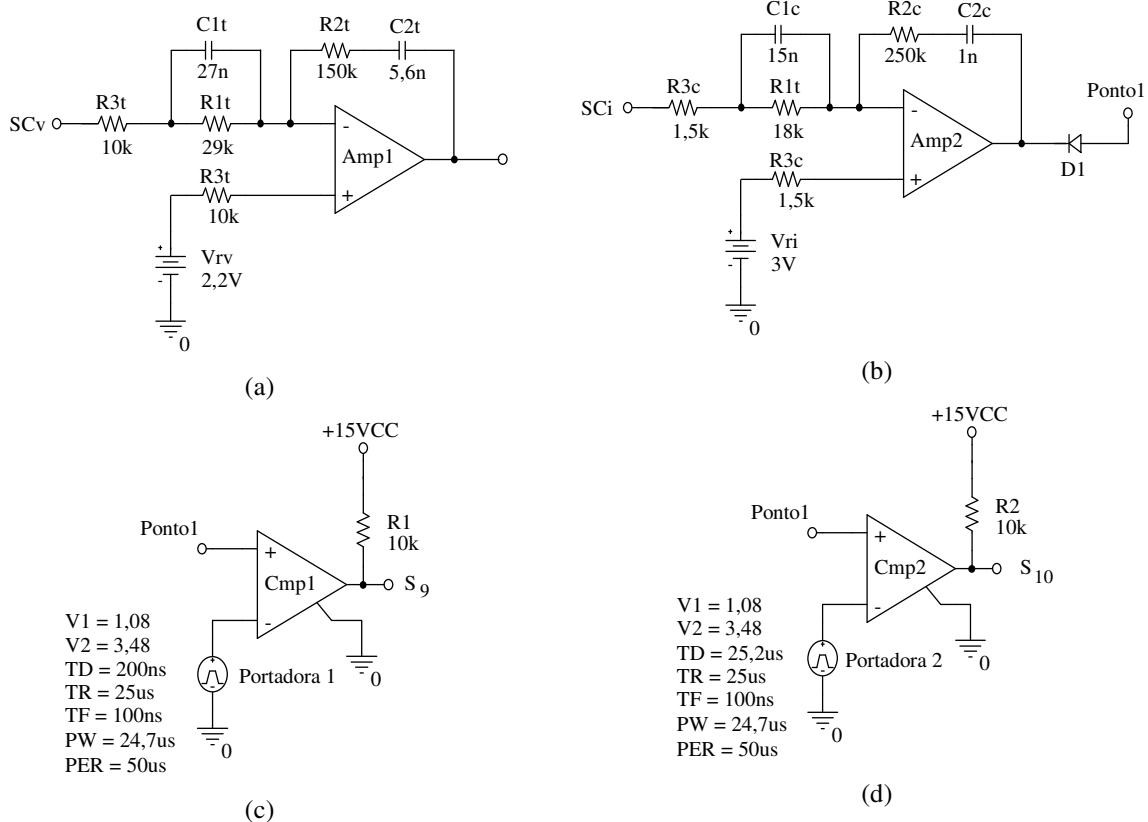 C1t
27n
R2t
150k
C2t
5,6n
SCv
R3t
10k
R1t
29k
-
Amp1
+
R3t
10k
+
-
Vrv
2,2V
0
(a)
C1c
15n
R2c
250k
C2c
1n
Ponto1
SCi
R3c
1,5k
R1t
18k
-
Amp2
+
D1
R3c
1,5k
+
-
Vri
3V
0
(b)
+15VCC
R1
10k
Ponto1
+
Cmp1
-
S9
V1 = 1,08
V2 = 3,48
TD = 200ns
TR = 25us
TF = 100ns
PW = 24,7us
PER = 50us
+
-
Portadora 1
0
0
(c)
+15VCC
R2
10k
Ponto1
+
Cmp2
-
S10
V1 = 1,08
V2 = 3,48
TD = 25,2us
TR = 25us
TF = 100ns
PW = 24,7us
PER = 50us
+
-
Portadora 2
0
0
(d)